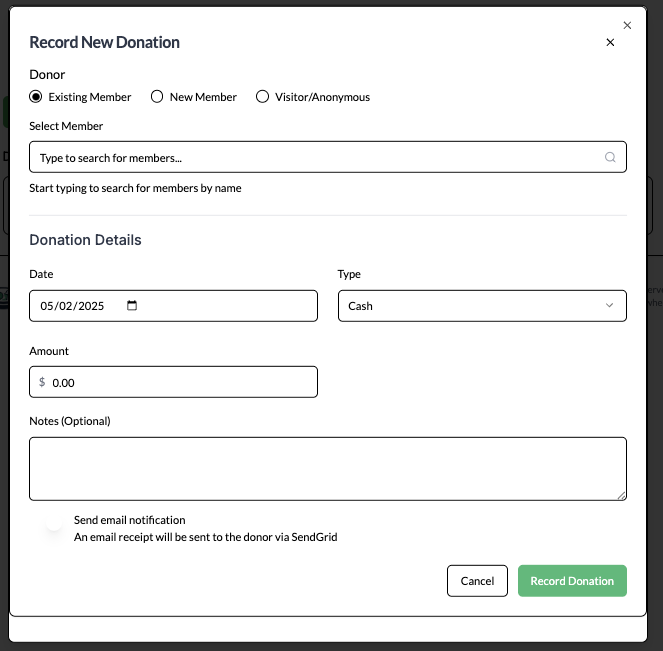 Record New Donation
Donor
Existing Member New Member Visitor/Anonymous
Select Member
Type to search for members...
Start typing to search for members by name
Donation Details
Date Type
05/02/2025 Cash
Amount
$ 0.00
Notes (Optional)
Send email notification
An email receipt will be sent to the donor via SendGrid
Cancel Record Donation